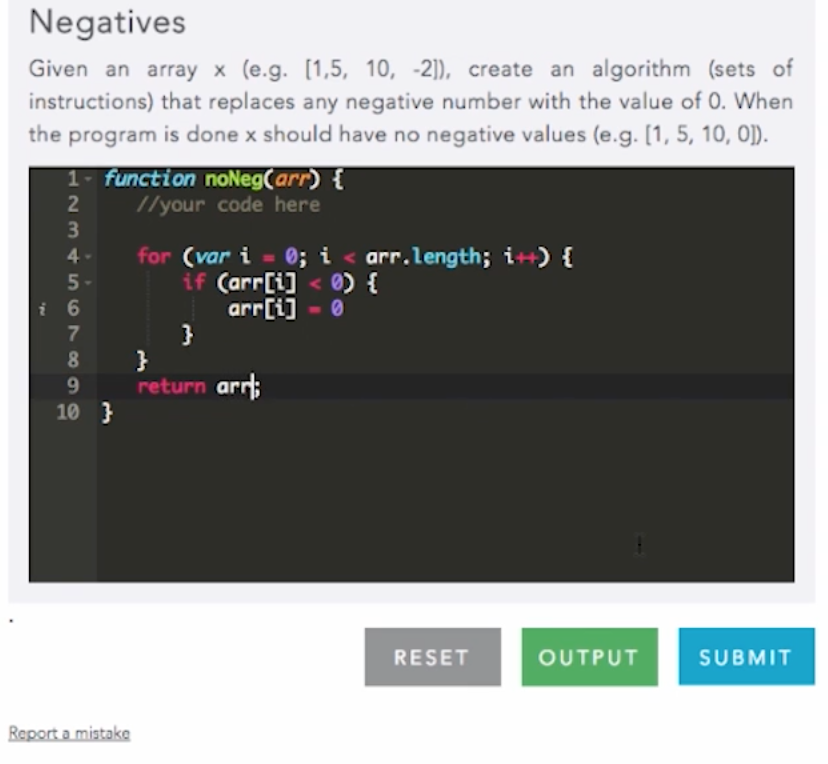 Negatives
Given an array x (e.g. [1,5, 10, -2]), create an algorithm (sets of
instructions) that replaces any negative number with the value of 0. When
the program is done x should have no negative values (e.g. [1, 5, 10, 0]).
1 function noNeg(arr) {
2 //your code here
3
4 for (var i = 0; i < arr.length; i++) {
5 if (arr[i] < 0) {
i 6 arr[i] = 0
7 }
8 }
9 return arr;
10 }
RESET OUTPUT SUBMIT
Report a mistake